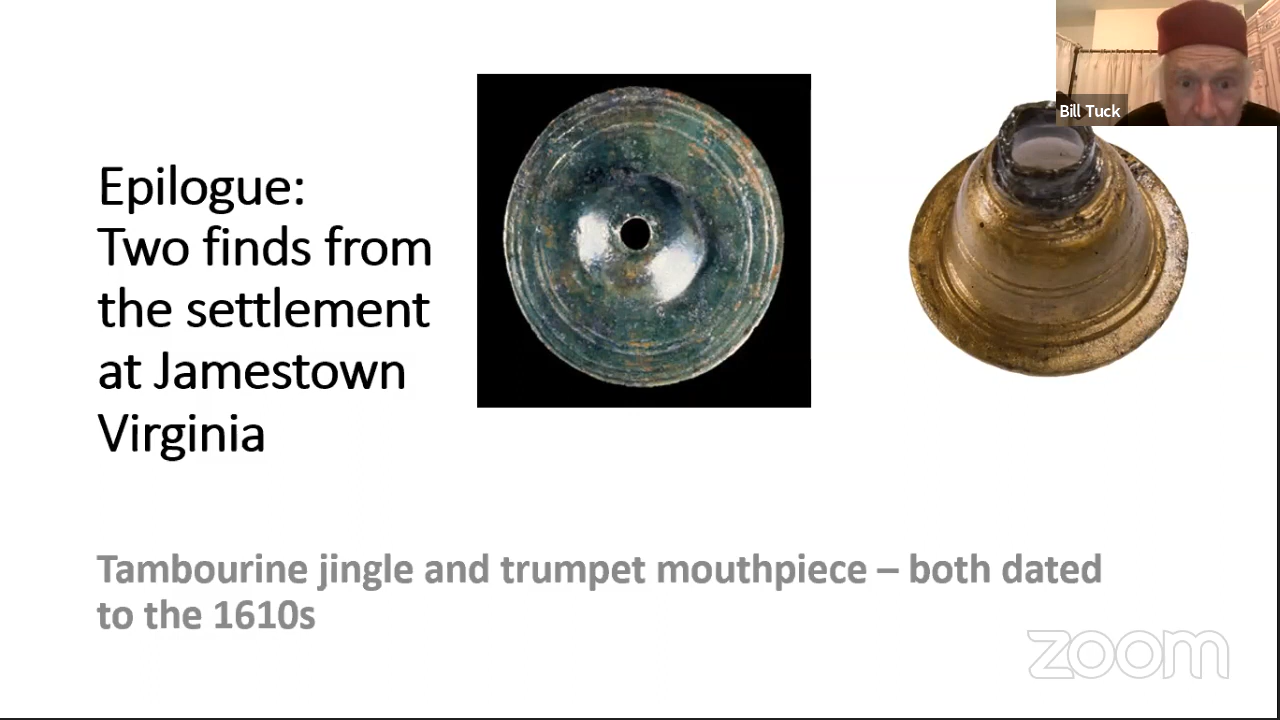 Bill Tuck
Epilogue:
Two finds from
the settlement
at Jamestown
Virginia
Tambourine jingle and trumpet mouthpiece – both dated
to the 1610s
zoom